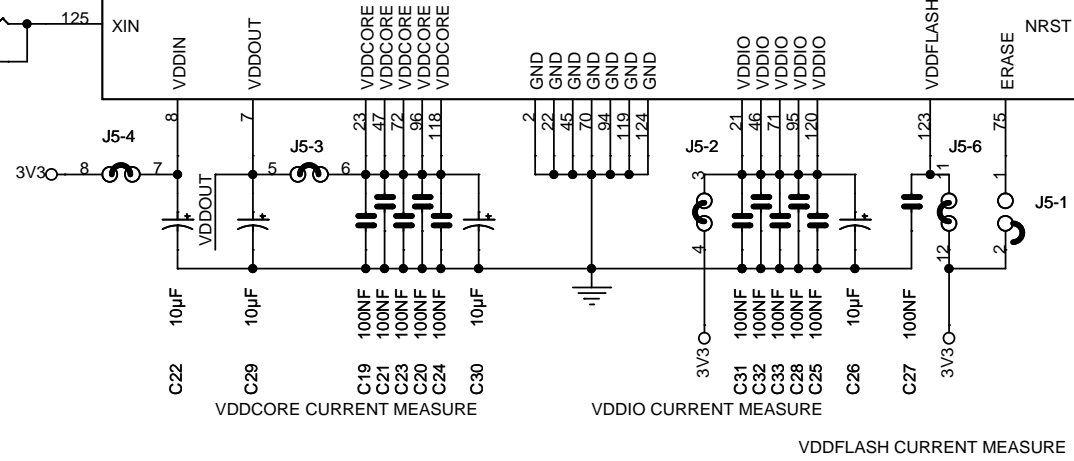 125
XIN
VDDIN
VDDOUT
VDDCORE
VDDCORE
VDDCORE
VDDCORE
VDDCORE
GND
GND
GND
GND
GND
GND
GND
VDDIO
VDDIO
VDDIO
VDDIO
VDDIO
VDDFLASH
ERASE
NRST
8
7
23
47
72
96
118
2
22
45
70
94
119
124
21
46
71
95
120
123
75
J5-4
J5-3
J5-2
J5-6
J5-1
3V3
8
7
5
6
3
4
11
12
1
2
VDDOUT
10µF
10µF
100NF
100NF
100NF
100NF
100NF
10µF
3V3
100NF
100NF
100NF
100NF
100NF
10µF
100NF
3V3
C22
C29
C19
C21
C23
C20
C24
C30
C31
C32
C33
C28
C25
C26
C27
VDDCORE CURRENT MEASURE
VDDIO CURRENT MEASURE
VDDFLASH CURRENT MEASURE